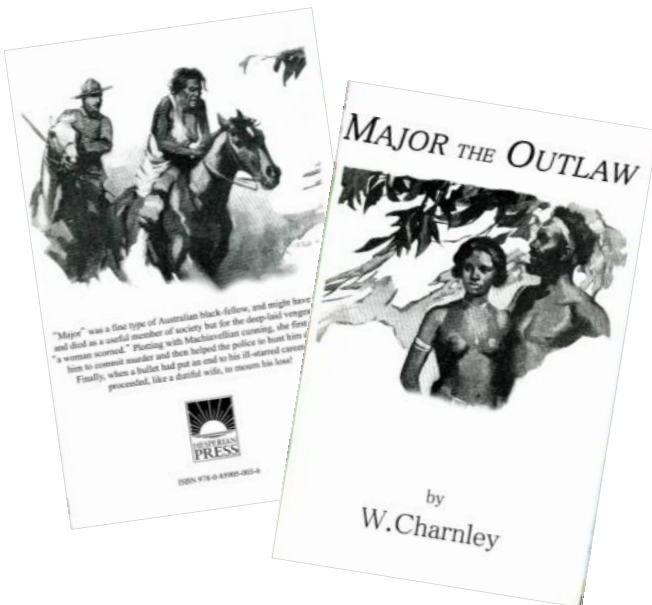 "Major" was a fine type of Australian black-fellow, and might have
and died as a useful member of society but for the deep-laid
"a woman scorned." Plotting with Machiavellian cunning, she first
him to commit murder and then helped the police to hunt him
Finally, when a bullet had put an end to his ill-starred career
proceeded, like a dutiful wife, to mourn his loss!
HESPERIAN
PRESS
MAJOR THE OUTLAW
by
W.Charnley